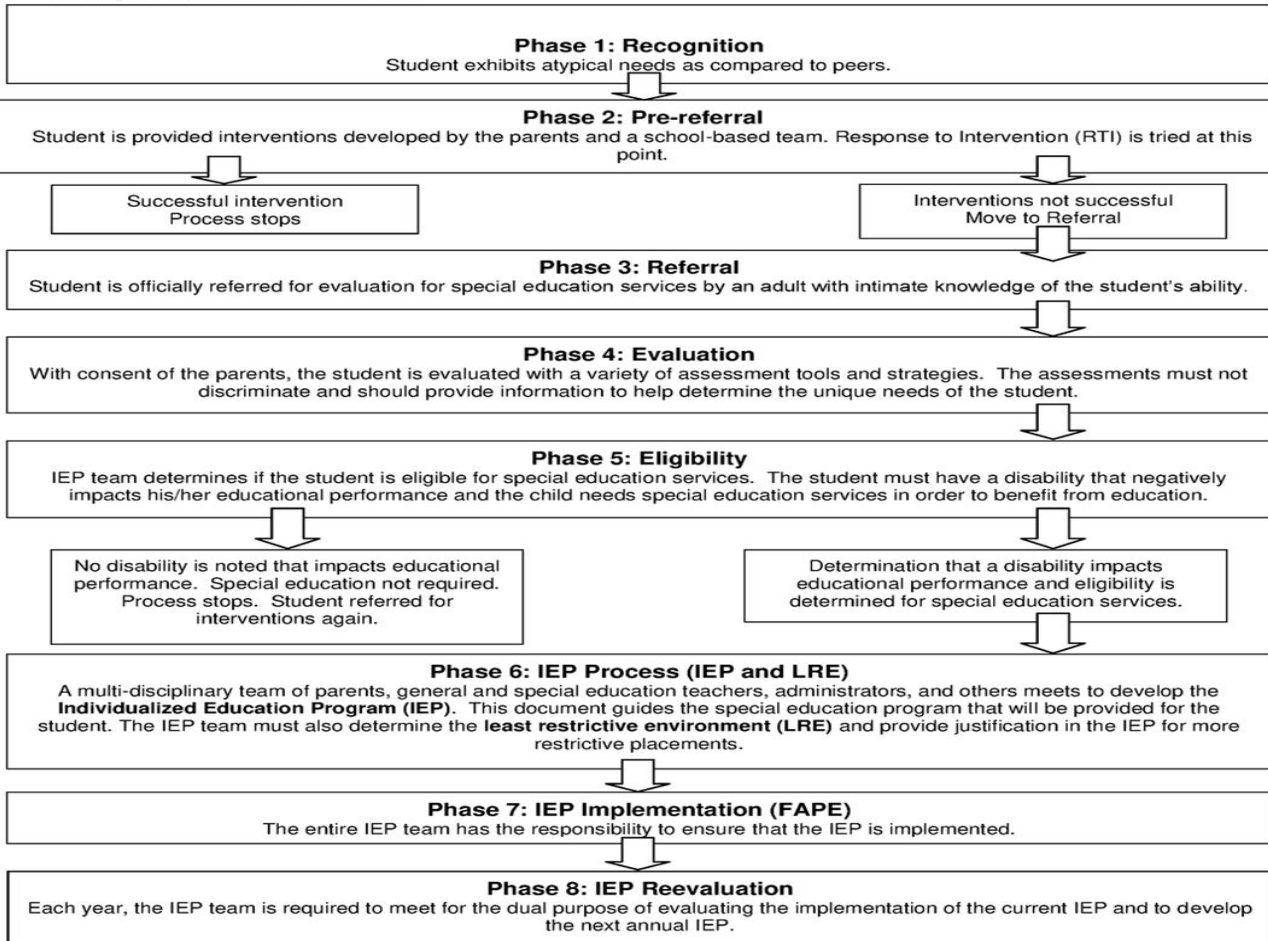 Phase 1: Recognition
Student exhibits atypical needs as compared to peers.
Phase 2: Pre-referral
Student is provided interventions developed by the parents and a school-based team. Response to Intervention (RTI) is tried at this
point.
Successful intervention
Process stops
Interventions not successful
Move to Referral
Phase 3: Referral
Student is officially referred for evaluation for special education services by an adult with intimate knowledge of the student's ability.
Phase 4: Evaluation
With consent of the parents, the student is evaluated with a variety of assessment tools and strategies.  The assessments must not
discriminate and should provide information to help determine the unique needs of the student.
Phase 5: Eligibility
IEP team determines if the student is eligible for special education services.  The student must have a disability that negatively
impacts his/her educational performance and the child needs special education services in order to benefit from education.
No disability is noted that impacts educational
performance.  Special education not required.
Process stops.  Student referred for
interventions again.
Determination that a disability impacts
educational performance and eligibility is
determined for special education services.
Phase 6: IEP Process (IEP and LRE)
A multi-disciplinary team of parents, general and special education teachers, administrators, and others meets to develop the
Individualized Education Program (IEP).  This document guides the special education program that will be provided for the
student. The IEP team must also determine the least restrictive environment (LRE) and provide justification in the IEP for more
restrictive placements.
Phase 7: IEP Implementation (FAPE)
The entire IEP team has the responsibility to ensure that the IEP is implemented.
Phase 8: IEP Reevaluation
Each year, the IEP team is required to meet for the dual purpose of evaluating the implementation of the current IEP and to develop
the next annual IEP.